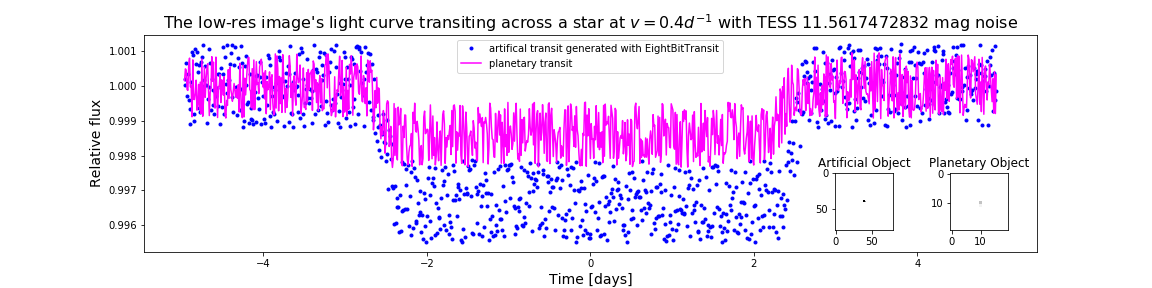 The low-res image's light curve transiting across a star at v = 0.4d⁻¹ with TESS 11.5617472832 mag noise
artifical transit generated with EightBitTransit
planetary transit
Relative flux
1.001
1.000
0.999
0.998
0.997
0.996
Artificial Object
Planetary Object
0
50
0
50
0
10
0
10
−4
−2
0
2
4
Time [days]